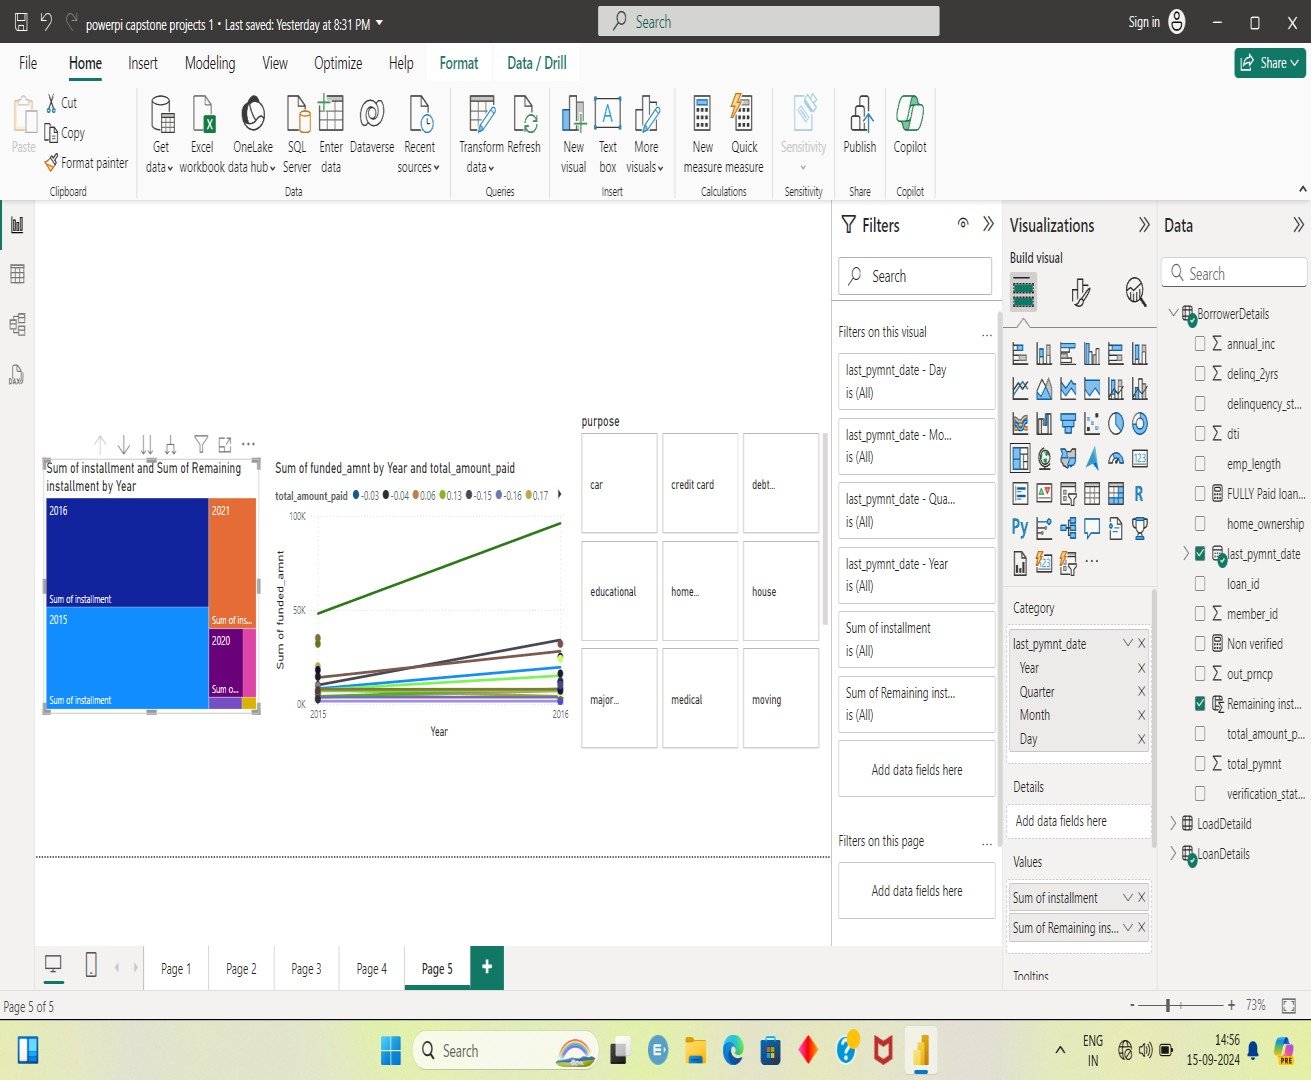 powerpi capstone projects 1 • Last saved: Yesterday at 8:31 PM
Search
Sign in
File Home Insert Modeling View Optimize Help Format Data / Drill
Share
Paste
Cut
Copy
Format painter
Clipboard
Get data
Excel workbook
OneLake data hub
SQL Server
Enter data
Dataverse
Recent sources
Data
Transform data
Refresh
Queries
New visual
Text box
More visuals
Insert
New measure
Quick measure
Calculations
Sensitivity
Sensitivity
Publish
Share
Copilot
Copilot
Sum of installment and Sum of Remaining
installment by Year
2016
Sum of installment
2015
Sum of installment
2021
Sum of ins...
2020
Sum o...
Sum of funded_amnt by Year and total_amount_paid
total_amount_paid -0.03 -0.04 0.06 0.13 -0.15 -0.16 0.17
Sum of funded_amnt
100K
50K
0K
2015 2016
Year
purpose
car credit card debt...
educational home... house
major... medical moving
Filters
Search
Filters on this visual ...
last_pymnt_date - Day
is (All)
last_pymnt_date - Mo...
is (All)
last_pymnt_date - Qua...
is (All)
last_pymnt_date - Year
is (All)
Sum of installment
is (All)
Sum of Remaining inst...
is (All)
Add data fields here
Filters on this page ...
Add data fields here
Visualizations
Build visual
123
R
Py
123
...
Category
last_pymnt_date
Year
Quarter
Month
Day
Details
Add data fields here
Values
Sum of installment
Sum of Remaining ins...
Tooltips
Data
Search
BorrowerDetails
annual_inc
delinq_2yrs
delinquency_st...
dti
emp_length
FULLY Paid loan...
home_ownership
last_pymnt_date
loan_id
member_id
Non verified
out_prncp
Remaining inst...
total_amount_p...
total_pymnt
verification_stat...
LoadDetaild
LoanDetails
Page 1 Page 2 Page 3 Page 4 Page 5 +
Page 5 of 5
- + 73%
Search
ENG
IN
14:56
15-09-2024
PRE